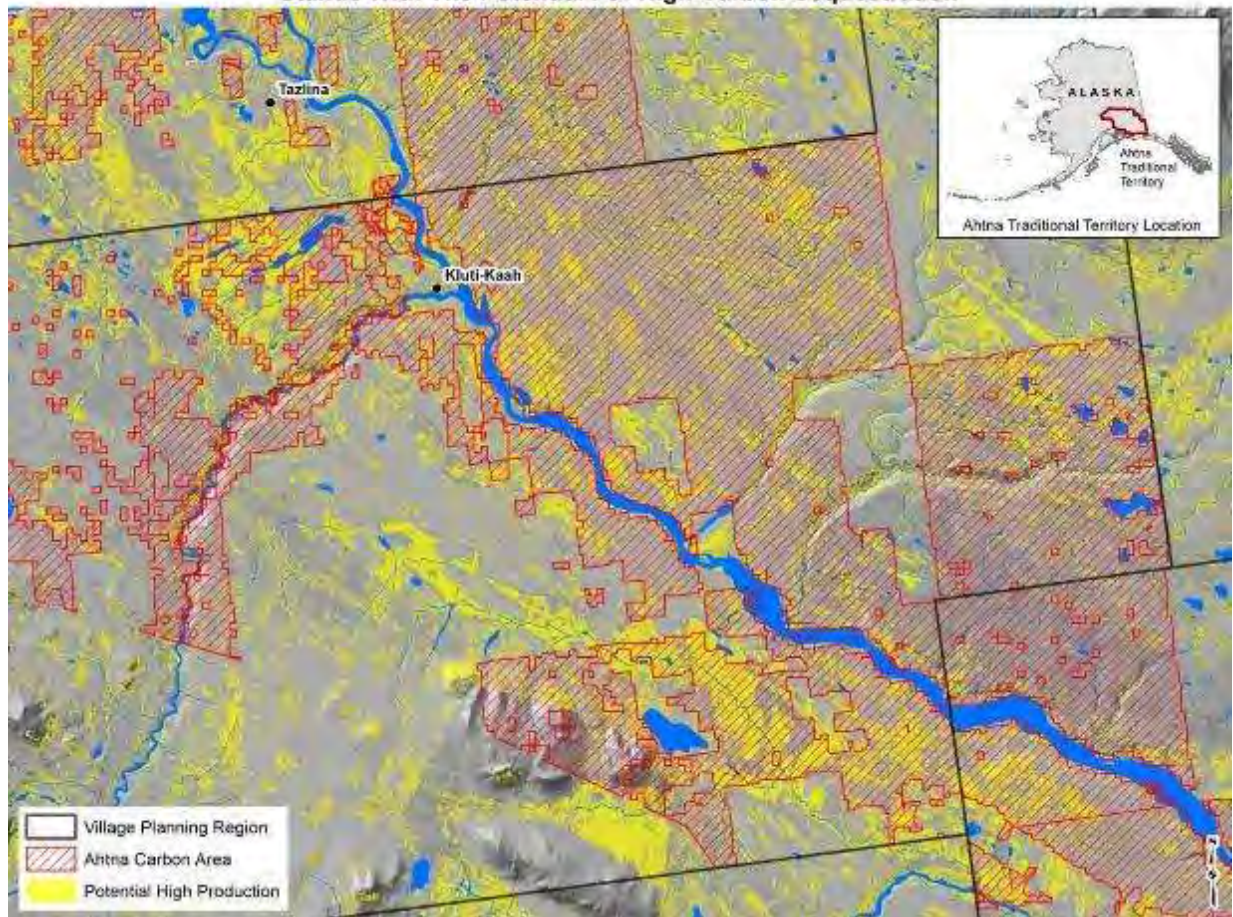 Tazlina
ALASKA
Ahtna
Traditional
Territory
Ahtna Traditional Territory Location
Kluti-Kaah
Village Planning Region
Ahtna Carbon Area
Potential High Production